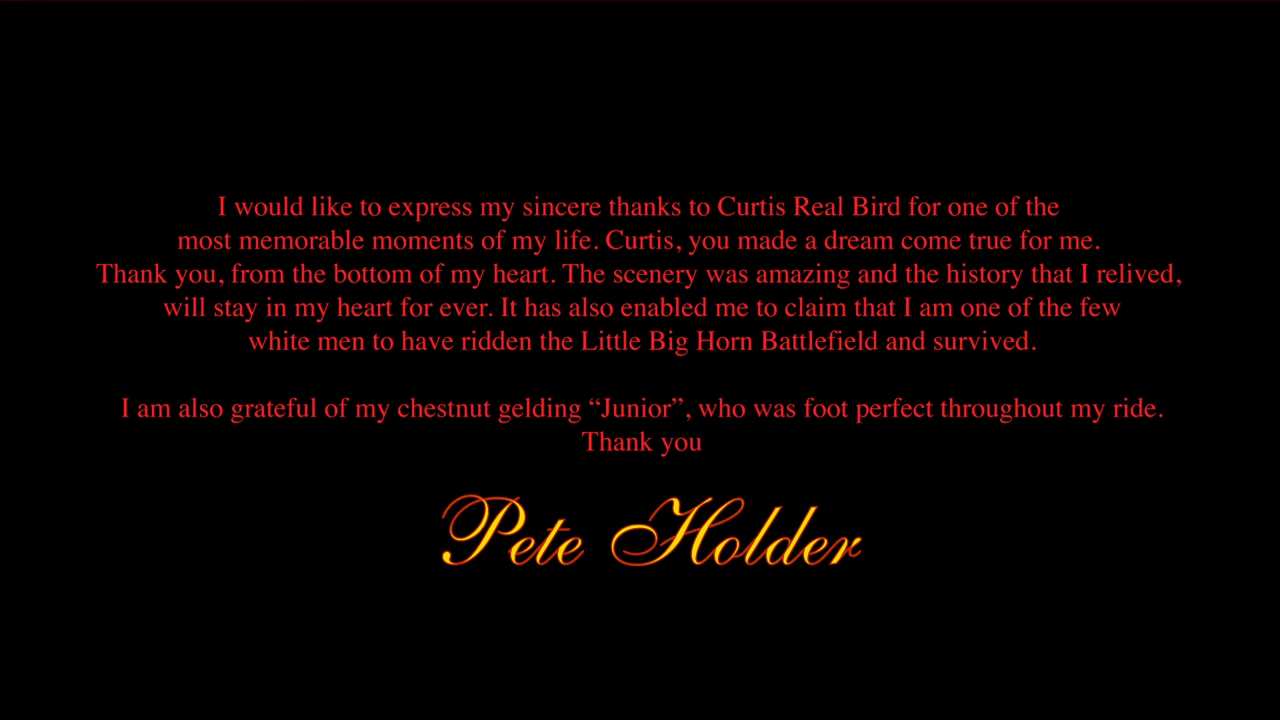 I would like to express my sincere thanks to Curtis Real Bird for one of the
most memorable moments of my life. Curtis, you made a dream come true for me.
Thank you, from the bottom of my heart. The scenery was amazing and the history that I relived,
will stay in my heart for ever. It has also enabled me to claim that I am one of the few
white men to have ridden the Little Big Horn Battlefield and survived.
I am also grateful of my chestnut gelding “Junior”, who was foot perfect throughout my ride.
Thank you
Pete Holder